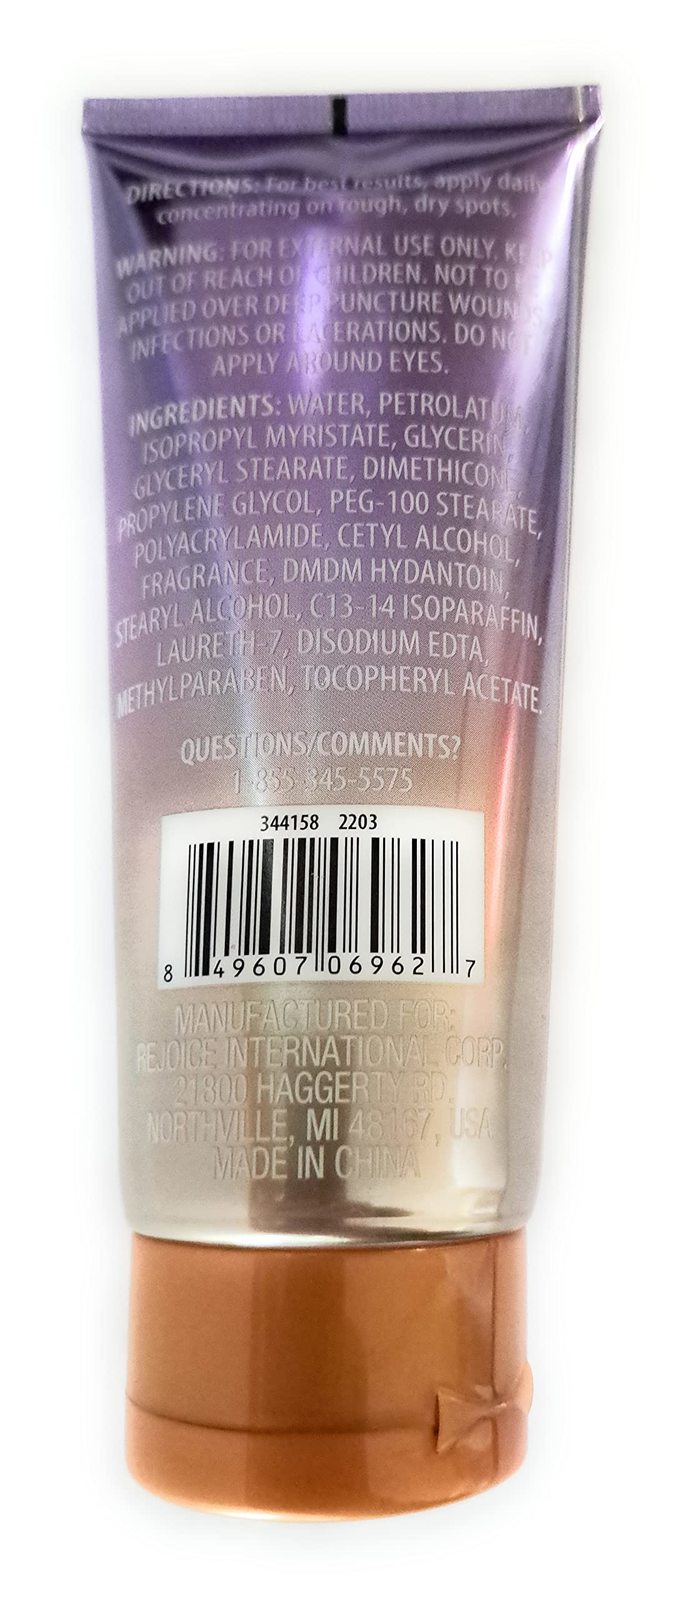 DIRECTIONS: For best results, apply daily
concentrating on tough, dry spots.
WARNING: FOR EXTERNAL USE ONLY. KEEP
OUT OF REACH OF CHILDREN. NOT TO BE
APPLIED OVER DEEP PUNCTURE WOUNDS
INFECTIONS OR LACERATIONS. DO NOT
APPLY AROUND EYES.
INGREDIENTS: WATER, PETROLATUM,
ISOPROPYL MYRISTATE, GLYCERIN,
GLYCERYL STEARATE, DIMETHICONE,
PROPYLENE GLYCOL, PEG-100 STEARATE,
POLYACRYLAMIDE, CETYL ALCOHOL,
FRAGRANCE, DMDM HYDANTOIN,
STEARYL ALCOHOL, C13-14 ISOPARAFFIN,
LAURETH-7, DISODIUM EDTA,
METHYLPARABEN, TOCOPHERYL ACETATE.
QUESTIONS/COMMENTS?
1-855-345-5575
344158 2203
8 49607 06962 7
MANUFACTURED FOR:
REJOICE INTERNATIONAL CORP.
21800 HAGGERTY RD.
NORTHVILLE, MI 48167, USA
MADE IN CHINA